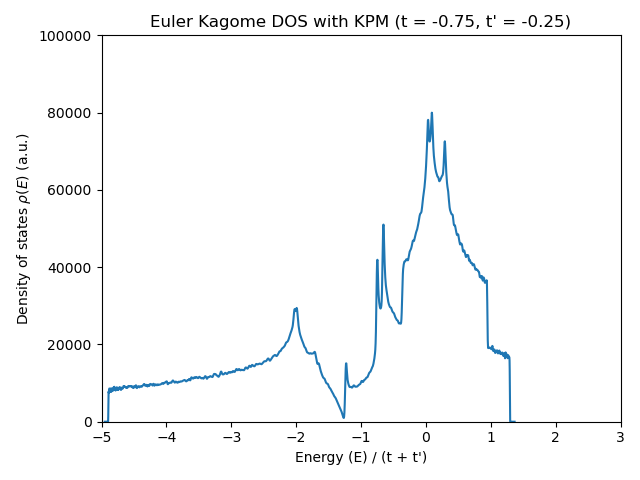 Euler Kagome DOS with KPM (t = -0.75, t' = -0.25)
100000
80000
60000
40000
20000
0
Density of states ρ(E) (a.u.)
−5 −4 −3 −2 −1 0 1 2 3
Energy (E) / (t + t')